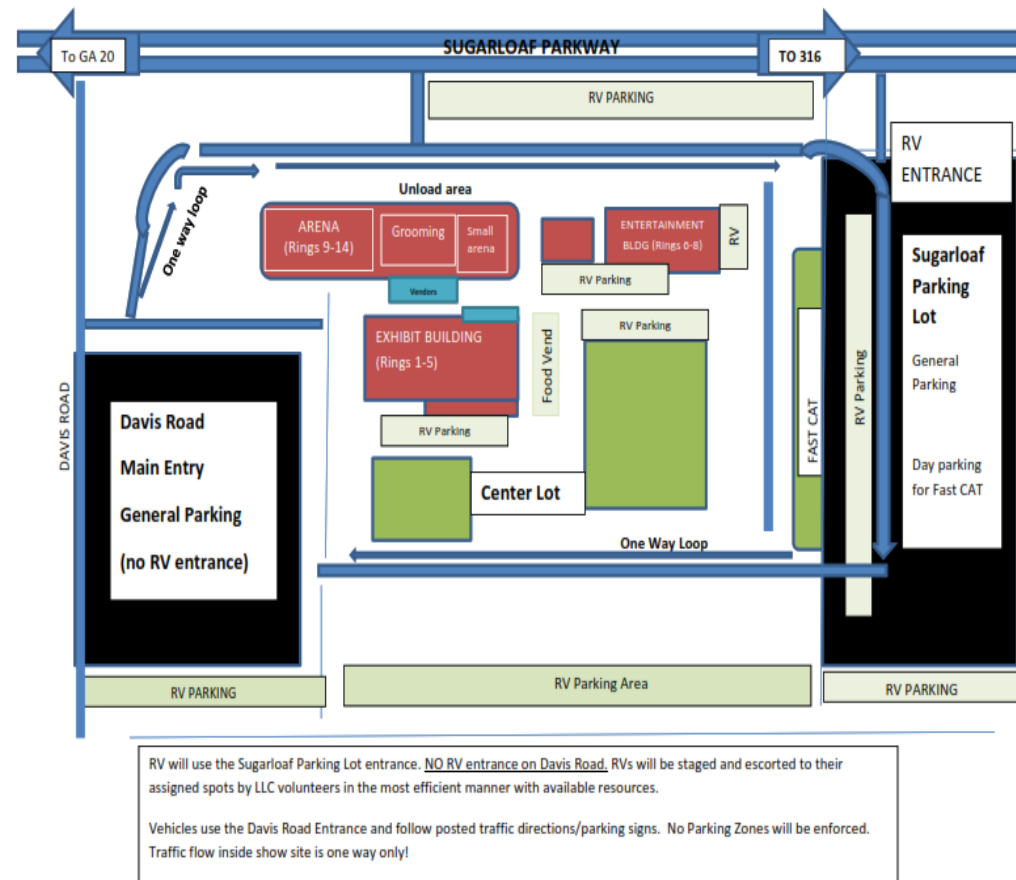 To GA 20
SUGARLOAF PARKWAY
TO 316
RV PARKING
RV
ENTRANCE
One way loop
Unload area
ARENA
(Rings 9-14)
Grooming
Small
arena
ENTERTAINMENT
BLDG (Rings 6-8)
RV
RV Parking
Vendors
Sugarloaf
Parking
Lot
General
Parking
Day parking
for Fast CAT
EXHIBIT BUILDING
(Rings 1-5)
Food Vend
RV Parking
FAST CAT
RV Parking
DAVIS ROAD
Davis Road
Main Entry
General Parking
(no RV entrance)
RV Parking
Center Lot
One Way Loop
RV PARKING
RV Parking Area
RV PARKING
RV will use the Sugarloaf Parking Lot entrance. NO RV entrance on Davis Road. RVs will be staged and escorted to their
assigned spots by LLC volunteers in the most efficient manner with available resources.
Vehicles use the Davis Road Entrance and follow posted traffic directions/parking signs. No Parking Zones will be enforced.
Traffic flow inside show site is one way only!